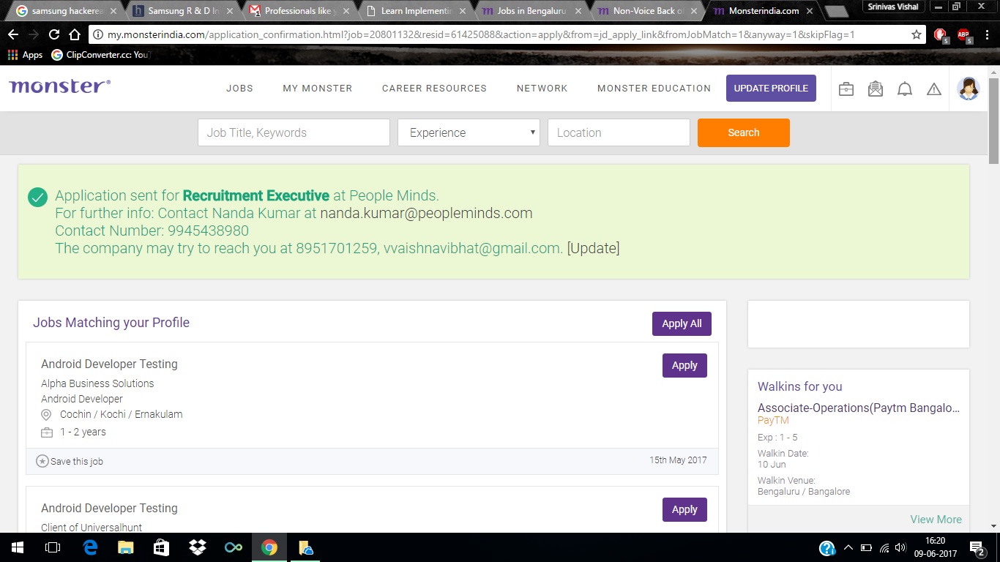 samsung hackerea
Samsung R & D In
Professionals like y
Learn Implementin
Jobs in Bengaluru
Non-Voice Back o
Monsterindia.com
Srinivas Vishal
my.monsterindia.com/application_confirmation.html?job=20801132&resid=61425088&action=apply&from=jd_apply_link&fromJobMatch=1&anyway=1&skipFlag=1
ABP
S
S
Apps
ClipConverter.cc: YouT
monster
JOBS
MY MONSTER
CAREER RESOURCES
NETWORK
MONSTER EDUCATION
UPDATE PROFILE
Job Title, Keywords
Experience
Location
Search
Application sent for Recruitment Executive at People Minds.
For further info: Contact Nanda Kumar at nanda.kumar@peopleminds.com
Contact Number: 9945438980
The company may try to reach you at 8951701259, vvaishnavibhat@gmail.com. [Update]
Jobs Matching your Profile
Apply All
Android Developer Testing
Apply
Alpha Business Solutions
Android Developer
Cochin / Kochi / Ernakulam
1 - 2 years
Save this job
15th May 2017
Android Developer Testing
Apply
Client of Universalhunt
Walkins for you
Associate-Operations(Paytm Bangalo...
PayTM
Exp : 1 - 5
Walkin Date:
10 Jun
Walkin Venue:
Bengaluru / Bangalore
View More
16:20
09-06-2017
2